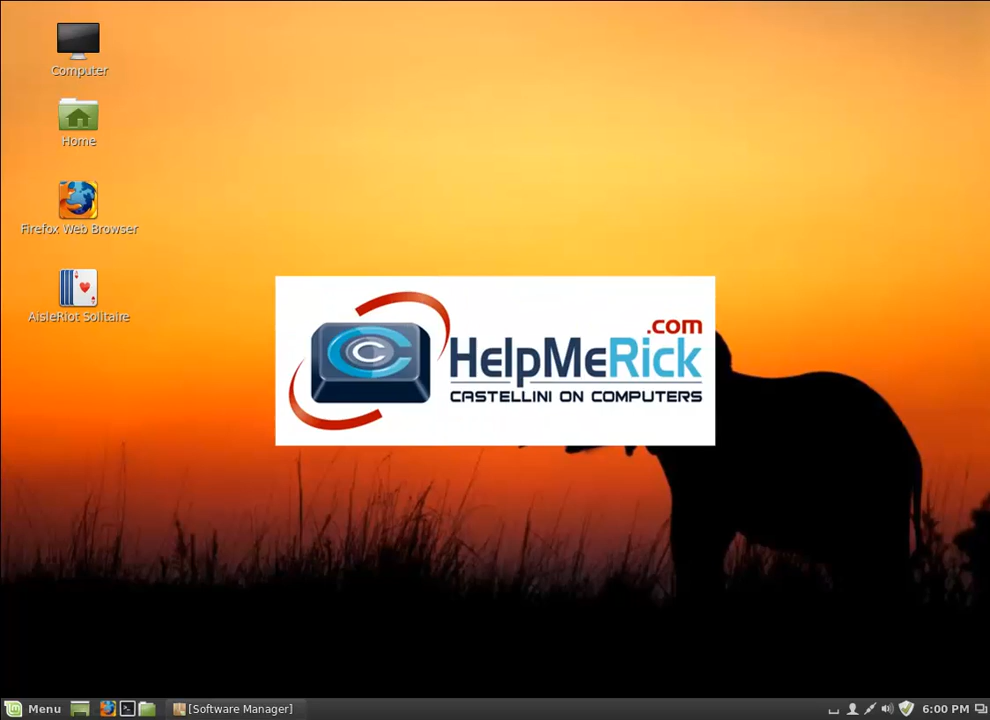 Computer
Home
Firefox Web Browser
AisleRiot Solitaire
.com
HelpMeRick
CASTELLINI ON COMPUTERS
Menu
[Software Manager]
6:00 PM